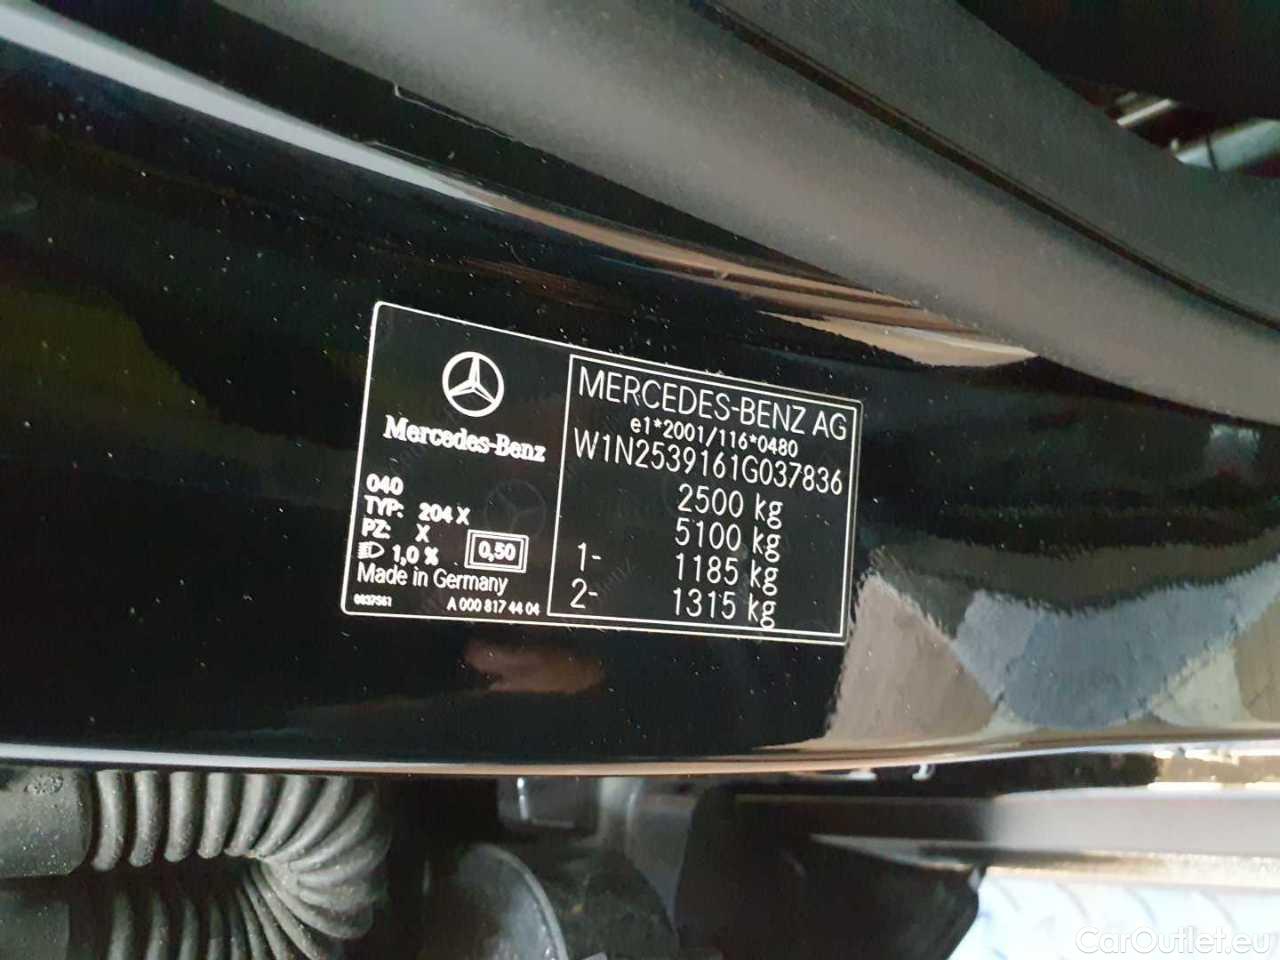 Mercedes-Benz
040
TYP: 204 X
PZ: X
1,0 % 0,50
Made in Germany
0837561 A 000 817 44 04
MERCEDES-BENZ AG
e1*2001/116*0480
W1N2539161G037836
2500 kg
5100 kg
1- 1185 kg
2- 1315 kg
CarOutlet.eu